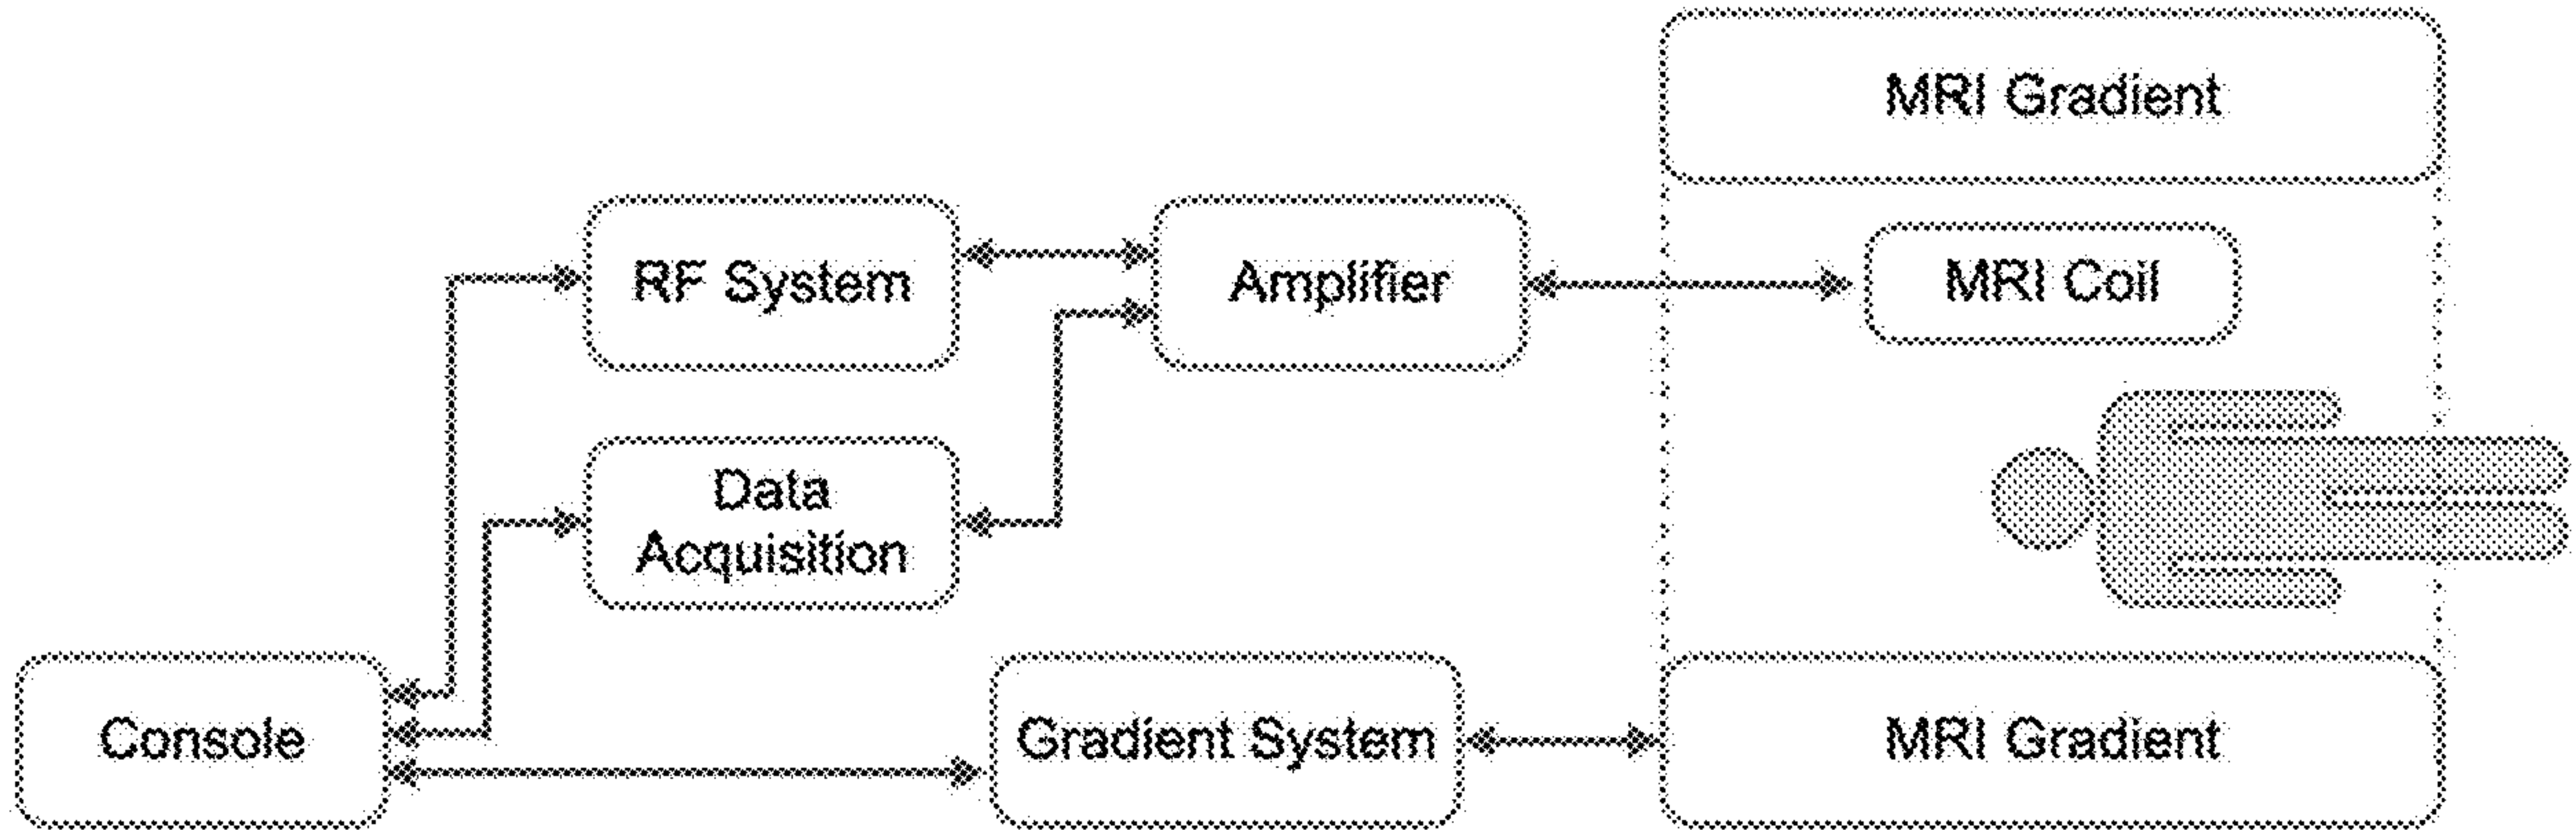 MRI Gradient
RF System
Amplifier
MRI Coil
Data
Acquisition
Console
Gradient System
MRI Gradient